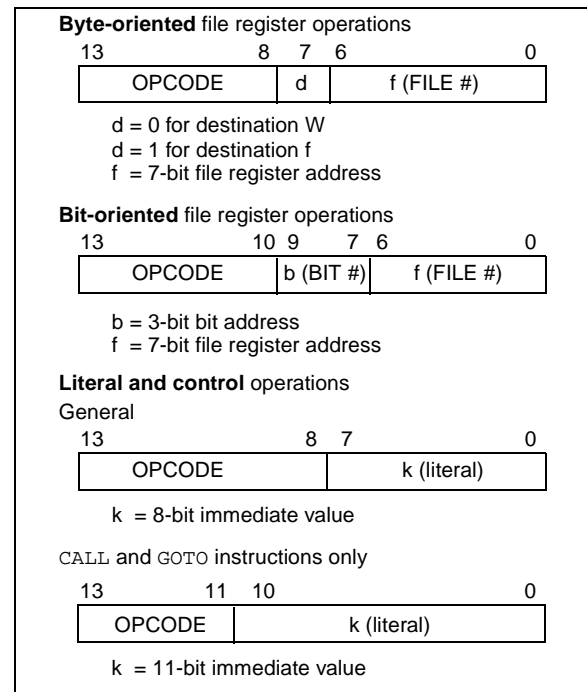 Byte-oriented file register operations
13 8 7 6 0
OPCODE d f (FILE #)
d = 0 for destination W
d = 1 for destination f
f = 7-bit file register address
Bit-oriented file register operations
13 10 9 7 6 0
OPCODE b (BIT #) f (FILE #)
b = 3-bit bit address
f = 7-bit file register address
Literal and control operations
General
13 8 7 0
OPCODE k (literal)
k = 8-bit immediate value
CALL and GOTO instructions only
13 11 10 0
OPCODE k (literal)
k = 11-bit immediate value